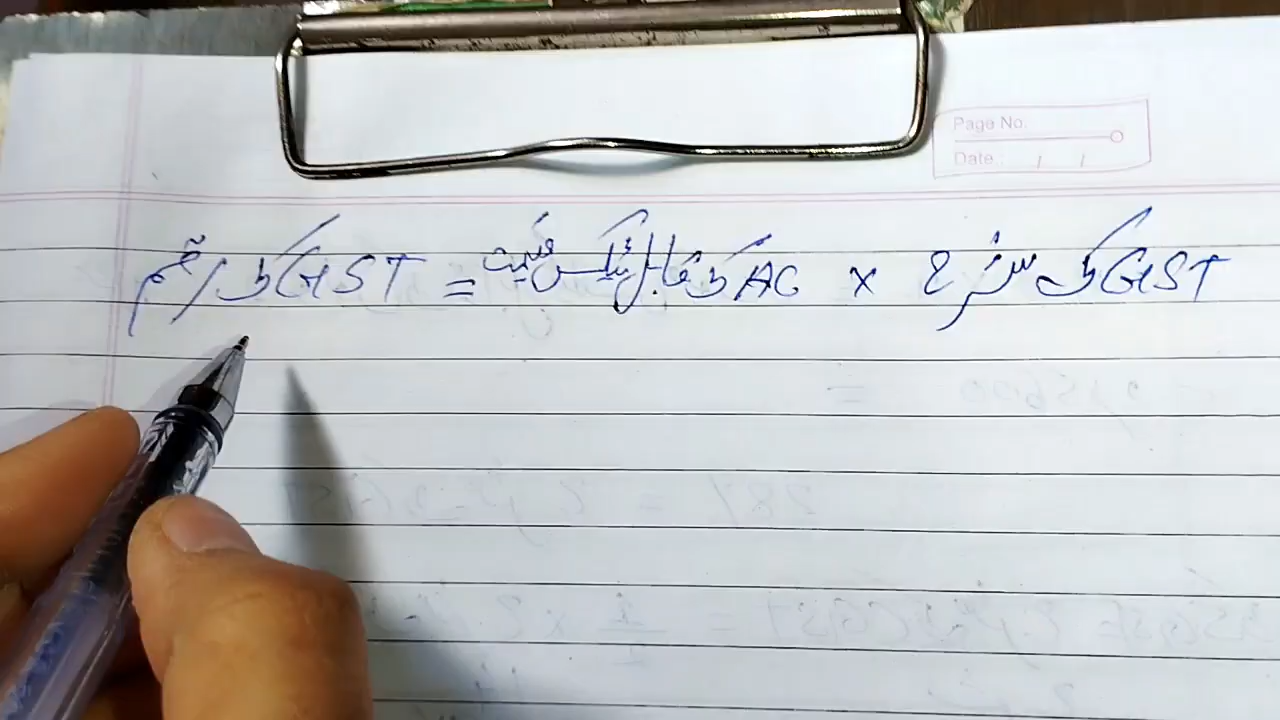 Page No.
Date : / /
GST کی رقم = AC کی قابل ٹیکس قیمت × GST کی شرح